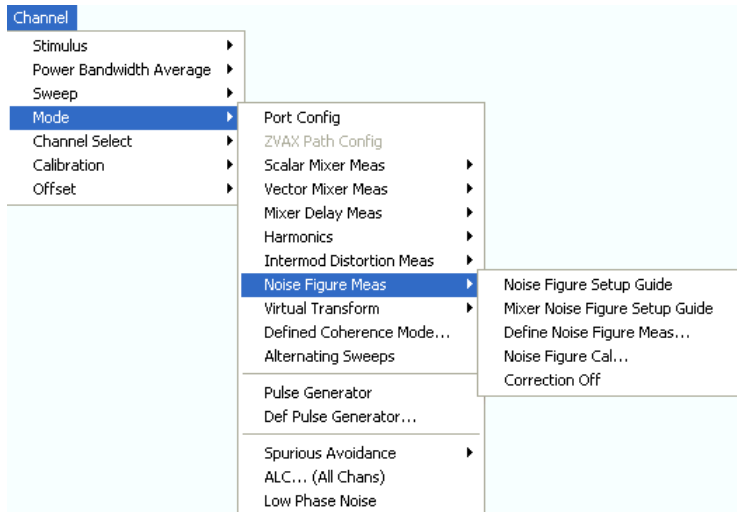 Channel
Stimulus
Power Bandwidth Average
Sweep
Mode
Channel Select
Calibration
Offset
Port Config
ZVAX Path Config
Scalar Mixer Meas
Vector Mixer Meas
Mixer Delay Meas
Harmonics
Intermod Distortion Meas
Noise Figure Meas
Virtual Transform
Defined Coherence Mode...
Alternating Sweeps
Pulse Generator
Def Pulse Generator...
Spurious Avoidance
ALC... (All Chans)
Low Phase Noise
Noise Figure Setup Guide
Mixer Noise Figure Setup Guide
Define Noise Figure Meas...
Noise Figure Cal...
Correction Off